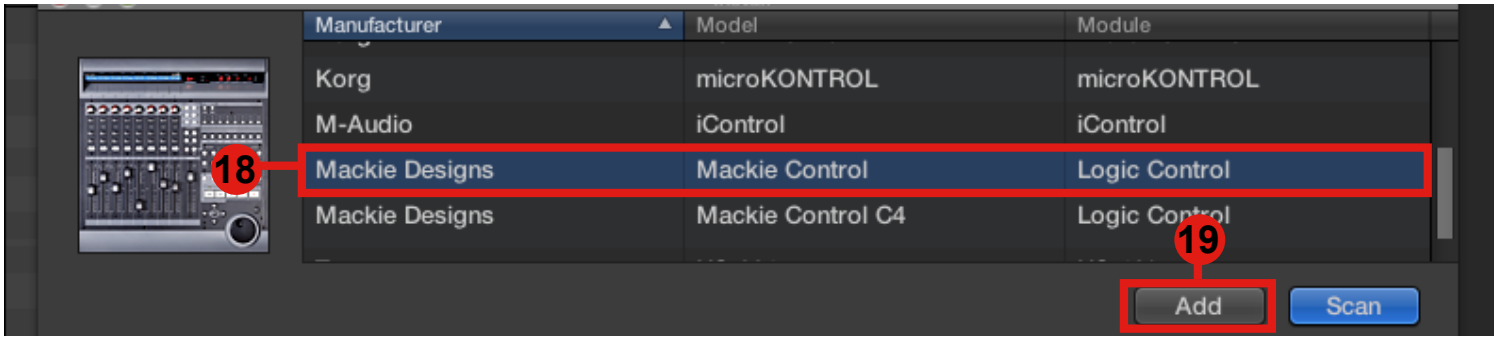 Manufacturer Model Module
Korg microKONTROL microKONTROL
M-Audio iControl iControl
18 Mackie Designs Mackie Control Logic Control
Mackie Designs Mackie Control C4 Logic Control
19
Add Scan